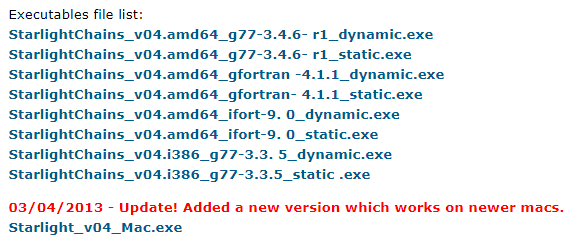 Executables file list:
StarlightChains_v04.amd64_g77-3.4.6- r1_dynamic.exe
StarlightChains_v04.amd64_g77-3.4.6- r1_static.exe
StarlightChains_v04.amd64_gfortran -4.1.1_dynamic.exe
StarlightChains_v04.amd64_gfortran- 4.1.1_static.exe
StarlightChains_v04.amd64_ifort-9. 0_dynamic.exe
StarlightChains_v04.amd64_ifort-9. 0_static.exe
StarlightChains_v04.i386_g77-3.3. 5_dynamic.exe
StarlightChains_v04.i386_g77-3.3.5_static .exe
03/04/2013 - Update! Added a new version which works on newer macs.
Starlight_v04_Mac.exe